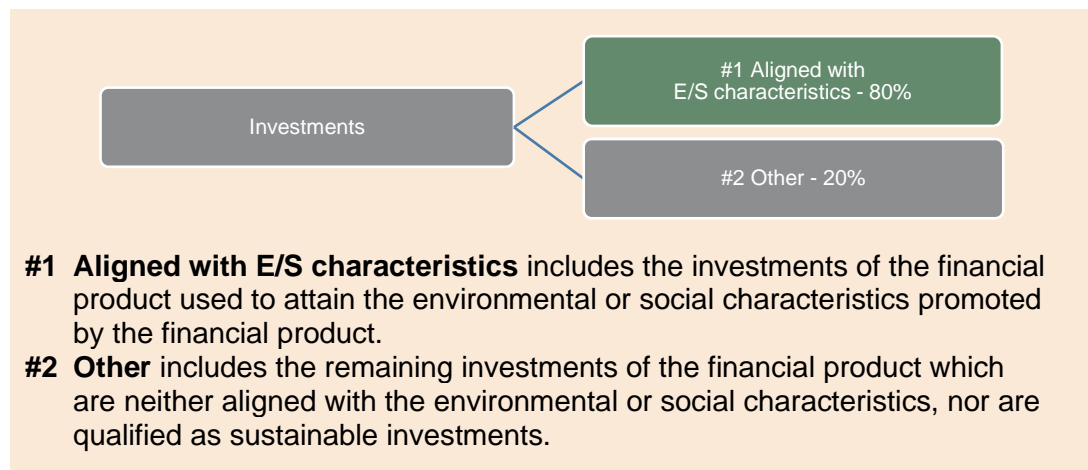 #1 Aligned with
E/S characteristics - 80%
Investments
#2 Other - 20%
#1 Aligned with E/S characteristics includes the investments of the financial
product used to attain the environmental or social characteristics promoted
by the financial product.
#2 Other includes the remaining investments of the financial product which
are neither aligned with the environmental or social characteristics, nor are
qualified as sustainable investments.